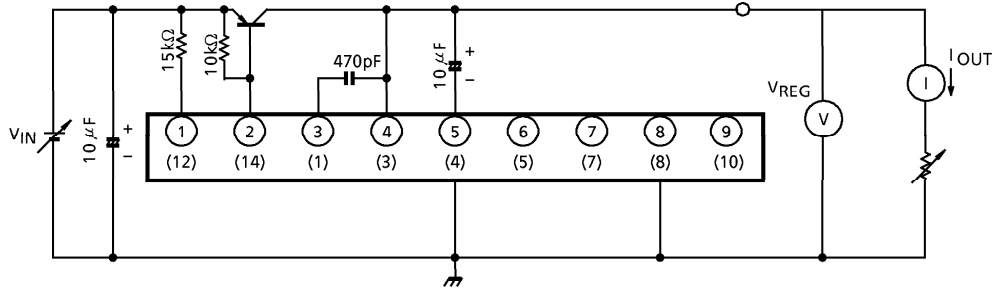 15kΩ
10kΩ
470pF
10μF
+
−
IOUT
I
VREG
V
VIN
10μF
+
−
1 2 3 4 5 6 7 8 9
(12) (14) (1) (3) (4) (5) (7) (8) (10)